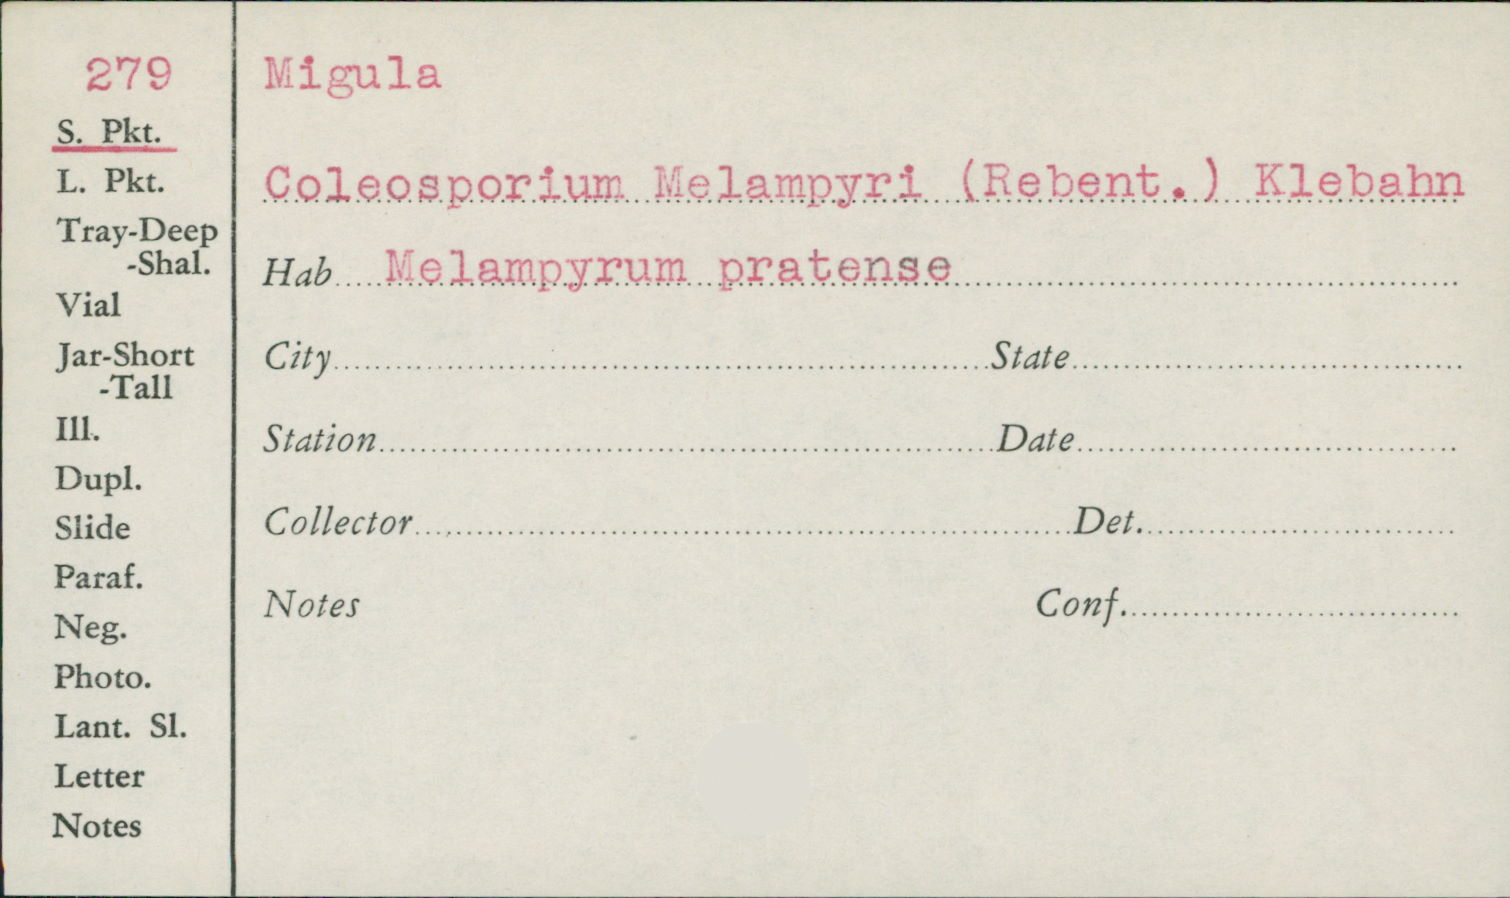 279
S. Pkt.
L. Pkt.
Tray-Deep
-Shal.
Vial
Jar-Short
-Tall
Ill.
Dupl.
Slide
Paraf.
Neg.
Photo.
Lant. Sl.
Letter
Notes
Migula
Coleosporium Melampyri (Rebent.) Klebahn
Hab Melampyrum pratense
City State
Station Date
Collector Det.
Notes Conf.